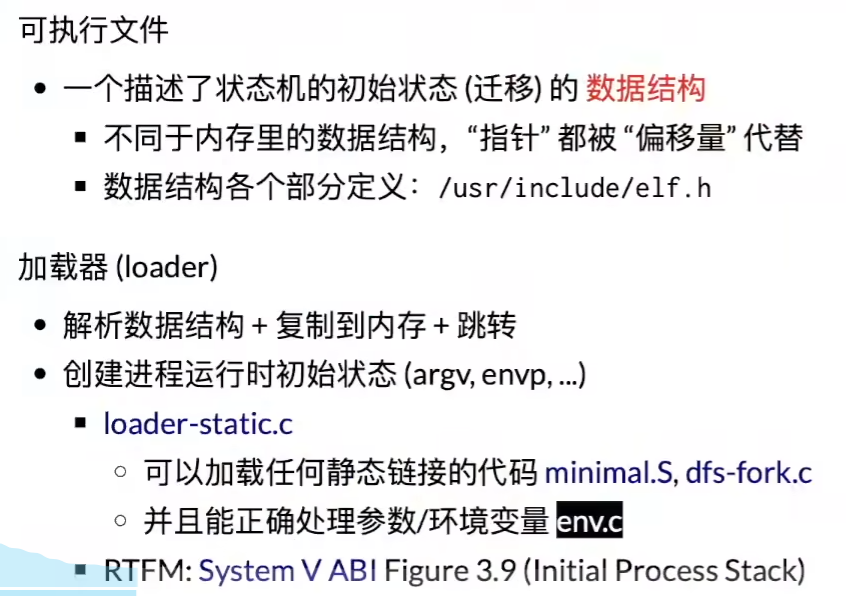 可执行文件
• 一个描述了状态机的初始状态 (迁移) 的 数据结构
▪ 不同于内存里的数据结构，“指针” 都被 “偏移量” 代替
▪ 数据结构各个部分定义：/usr/include/elf.h
加载器 (loader)
• 解析数据结构 + 复制到内存 + 跳转
• 创建进程运行时初始状态 (argv, envp, ...)
▪ loader-static.c
○ 可以加载任何静态链接的代码 minimal.S, dfs-fork.c
○ 并且能正确处理参数/环境变量 env.c
▪ RTFM: System V ABI Figure 3.9 (Initial Process Stack)